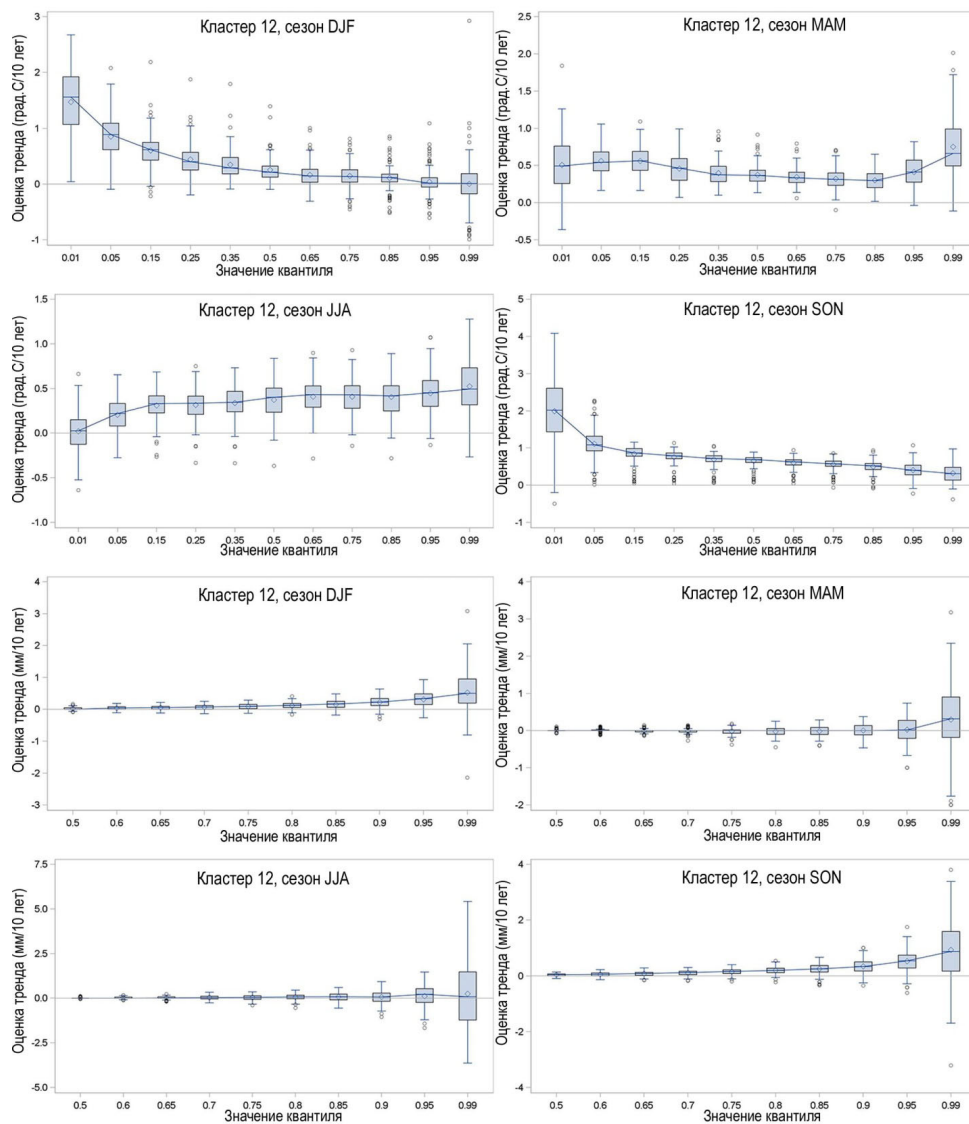 Кластер 12, сезон DJF
Оценка тренда (град.С/10 лет)
3
2
1
0
-1
0.01 0.05 0.15 0.25 0.35 0.5 0.65 0.75 0.85 0.95 0.99
Значение квантиля
Кластер 12, сезон MAM
Оценка тренда (град.С/10 лет)
2.5
2.0
1.5
1.0
0.5
0.0
-0.5
0.01 0.05 0.15 0.25 0.35 0.5 0.65 0.75 0.85 0.95 0.99
Значение квантиля
Кластер 12, сезон JJA
Оценка тренда (град.С/10 лет)
1.5
1.0
0.5
0.0
-0.5
-1.0
0.01 0.05 0.15 0.25 0.35 0.5 0.65 0.75 0.85 0.95 0.99
Значение квантиля
Кластер 12, сезон SON
Оценка тренда (град.С/10 лет)
5
4
3
2
1
0
-1
0.01 0.05 0.15 0.25 0.35 0.5 0.65 0.75 0.85 0.95 0.99
Значение квантиля
Кластер 12, сезон DJF
Оценка тренда (мм/10 лет)
4
3
2
1
0
-1
-2
-3
0.5 0.6 0.65 0.7 0.75 0.8 0.85 0.9 0.95 0.99
Значение квантиля
Кластер 12, сезон MAM
Оценка тренда (мм/10 лет)
4
3
2
1
0
-1
-2
0.5 0.6 0.65 0.7 0.75 0.8 0.85 0.9 0.95 0.99
Значение квантиля
Кластер 12, сезон JJA
Оценка тренда (мм/10 лет)
7.5
5.0
2.5
0.0
-2.5
-5.0
0.5 0.6 0.65 0.7 0.75 0.8 0.85 0.9 0.95 0.99
Значение квантиля
Кластер 12, сезон SON
Оценка тренда (мм/10 лет)
4
2
0
-2
-4
0.5 0.6 0.65 0.7 0.75 0.8 0.85 0.9 0.95 0.99
Значение квантиля